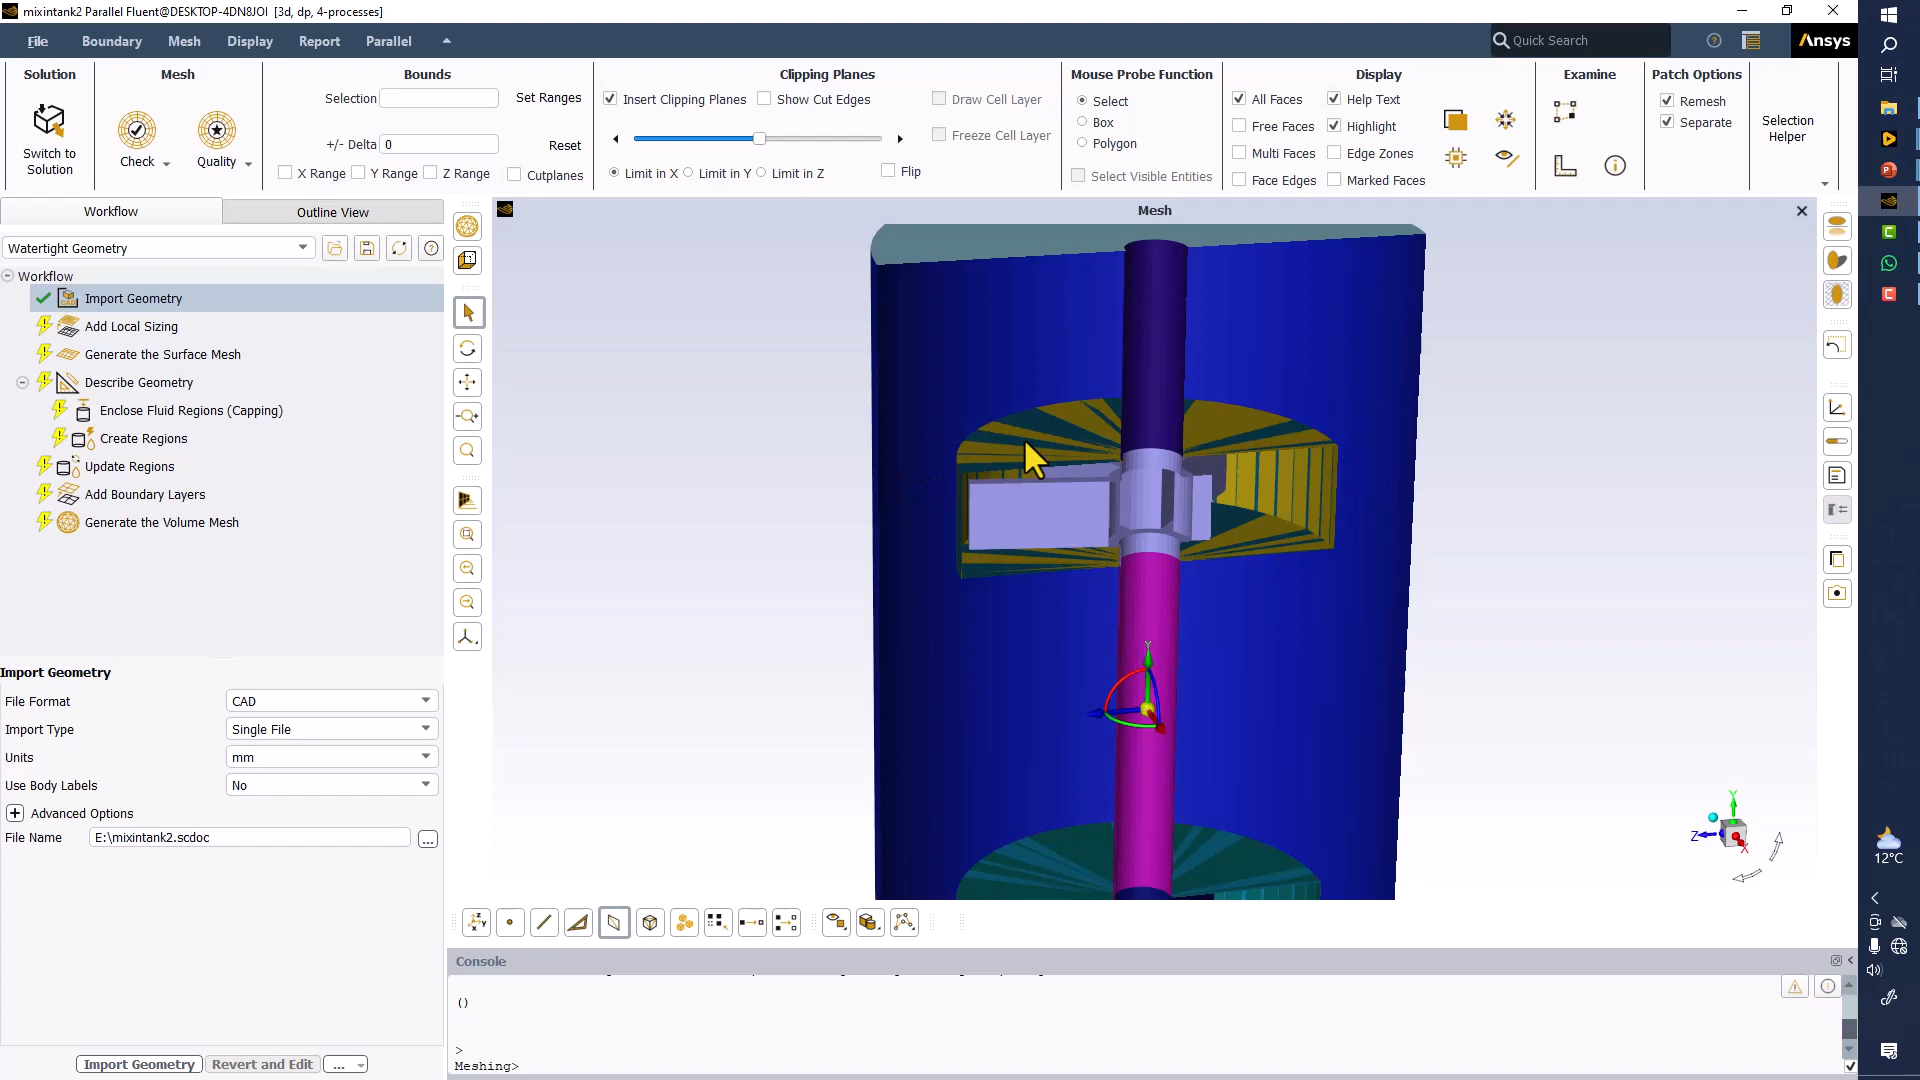 mixintank2 Parallel Fluent@DESKTOP-4DN8JOI [3d, dp, 4-processes]
File Boundary Mesh Display Report Parallel Quick Search Ansys
Solution Mesh Bounds Clipping Planes Mouse Probe Function Display Examine Patch Options
Switch to Solution
Check
Quality
Selection Set Ranges
+/- Delta 0 Reset
X Range Y Range Z Range Cutplanes
Insert Clipping Planes Show Cut Edges Draw Cell Layer
Freeze Cell Layer
Limit in X Limit in Y Limit in Z Flip
Select
Box
Polygon
Select Visible Entities
All Faces Help Text
Free Faces Highlight
Multi Faces Edge Zones
Face Edges Marked Faces
Remesh
Separate
Selection Helper
Workflow Outline View
Watertight Geometry
Workflow
Import Geometry
Add Local Sizing
Generate the Surface Mesh
Describe Geometry
Enclose Fluid Regions (Capping)
Create Regions
Update Regions
Add Boundary Layers
Generate the Volume Mesh
Import Geometry
File Format CAD
Import Type Single File
Units mm
Use Body Labels No
Advanced Options
File Name E:\mixintank2.scdoc ...
Import Geometry Revert and Edit ...
Mesh
Y
Y
Z
X
Console
()
>
Meshing>
12°C